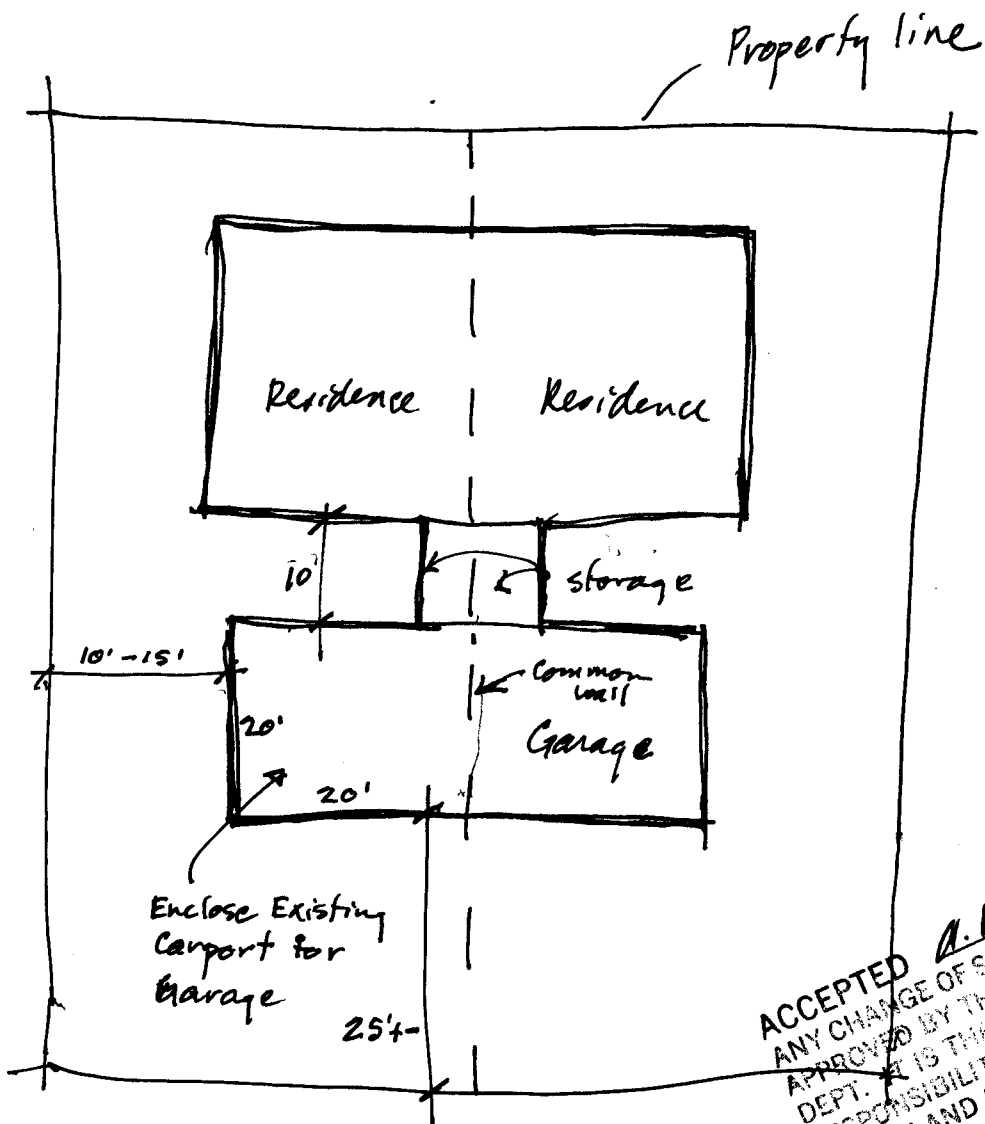 Property line
Residence
Residence
10'
storage
10'-15'
Common
wall
20'
Garage
20'
Enclose Existing
Carport for
Garage
25'+-
ACCEPTED
ANY CHANGE OF
APPROVED BY
DEPT. IT IS
AND